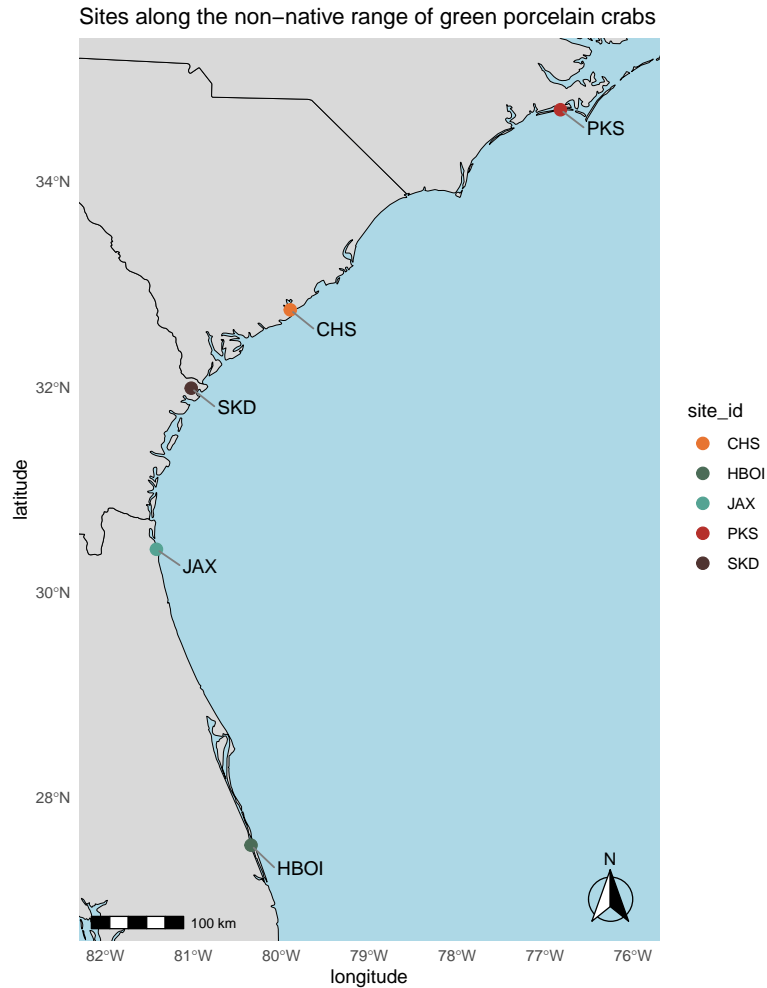 Sites along the non−native range of green porcelain crabs
PKS
34°N
CHS
32°N
SKD
site_id
CHS
HBOI
JAX
PKS
SKD
latitude
JAX
30°N
28°N
HBOI
N
100 km
82°W 81°W 80°W 79°W 78°W 77°W 76°W
longitude